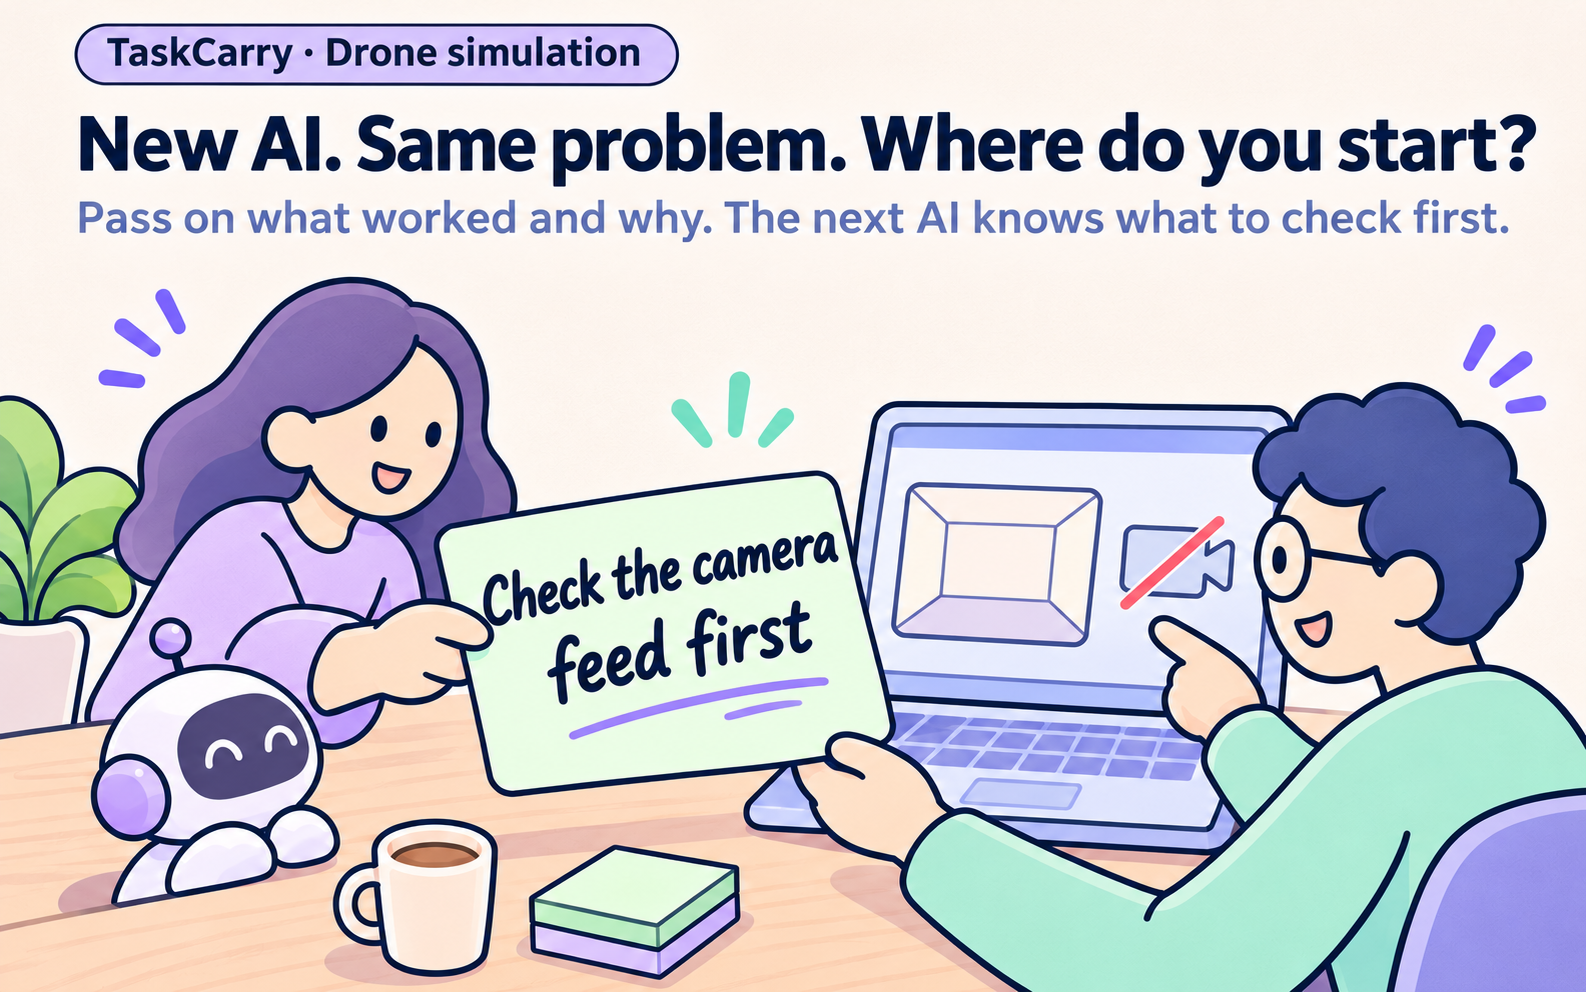 TaskCarry · Drone simulation
New AI. Same problem. Where do you start?
Pass on what worked and why. The next AI knows what to check first.
Check the camera
feed first